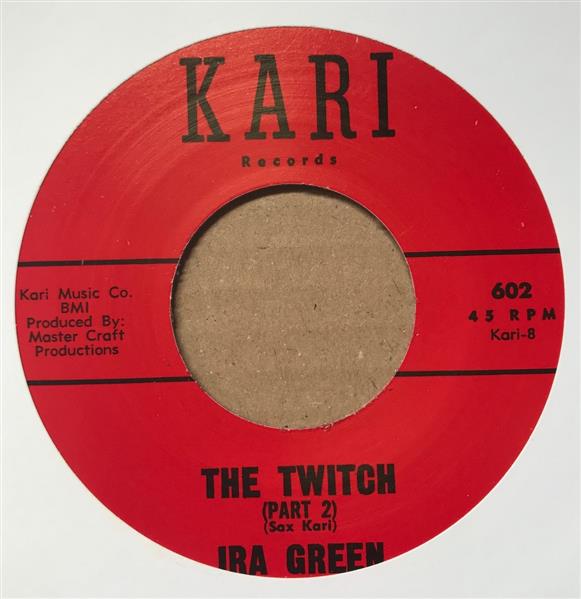 KARI
Records
Kari Music Co.
BMI
Produced By:
Master Craft
Productions
602
45 RPM
Kari-8
THE TWITCH
(PART 2)
(Sax Kari)
IRA GREEN